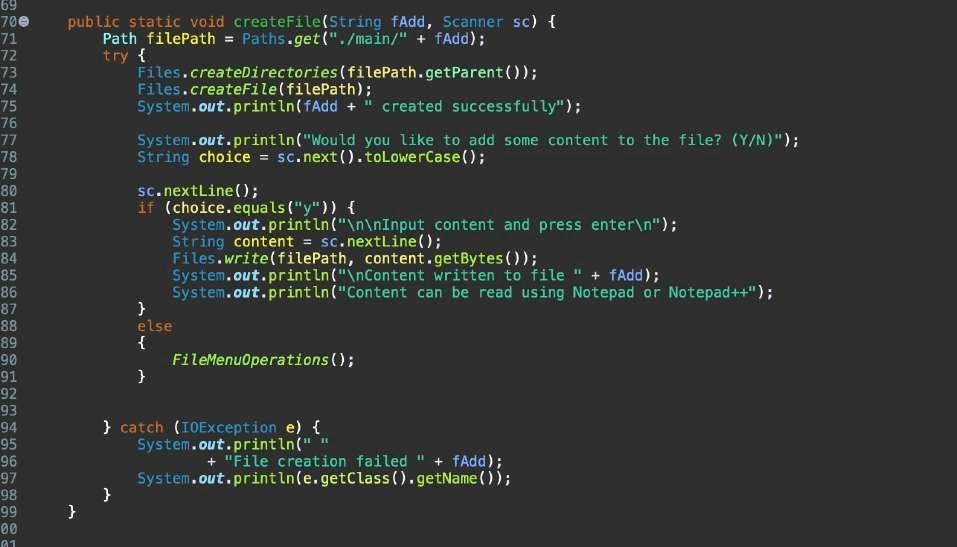 69
70 public static void createFile(String fAdd, Scanner sc) {
71 Path filePath = Paths.get("./main/" + fAdd);
72 try {
73 Files.createDirectories(filePath.getParent());
74 Files.createFile(filePath);
75 System.out.println(fAdd + " created successfully");
76
77 System.out.println("Would you like to add some content to the file? (Y/N)");
78 String choice = sc.next().toLowerCase();
79
80 sc.nextLine();
81 if (choice.equals("y")) {
82 System.out.println("\n\nInput content and press enter\n");
83 String content = sc.nextLine();
84 Files.write(filePath, content.getBytes());
85 System.out.println("\nContent written to file " + fAdd);
86 System.out.println("Content can be read using Notepad or Notepad++");
87 }
88 else
89 {
90 FileMenuOperations();
91 }
92
93
94 } catch (IOException e) {
95 System.out.println(" "
96 + "File creation failed " + fAdd);
97 System.out.println(e.getClass().getName());
98 }
99 }
00
01